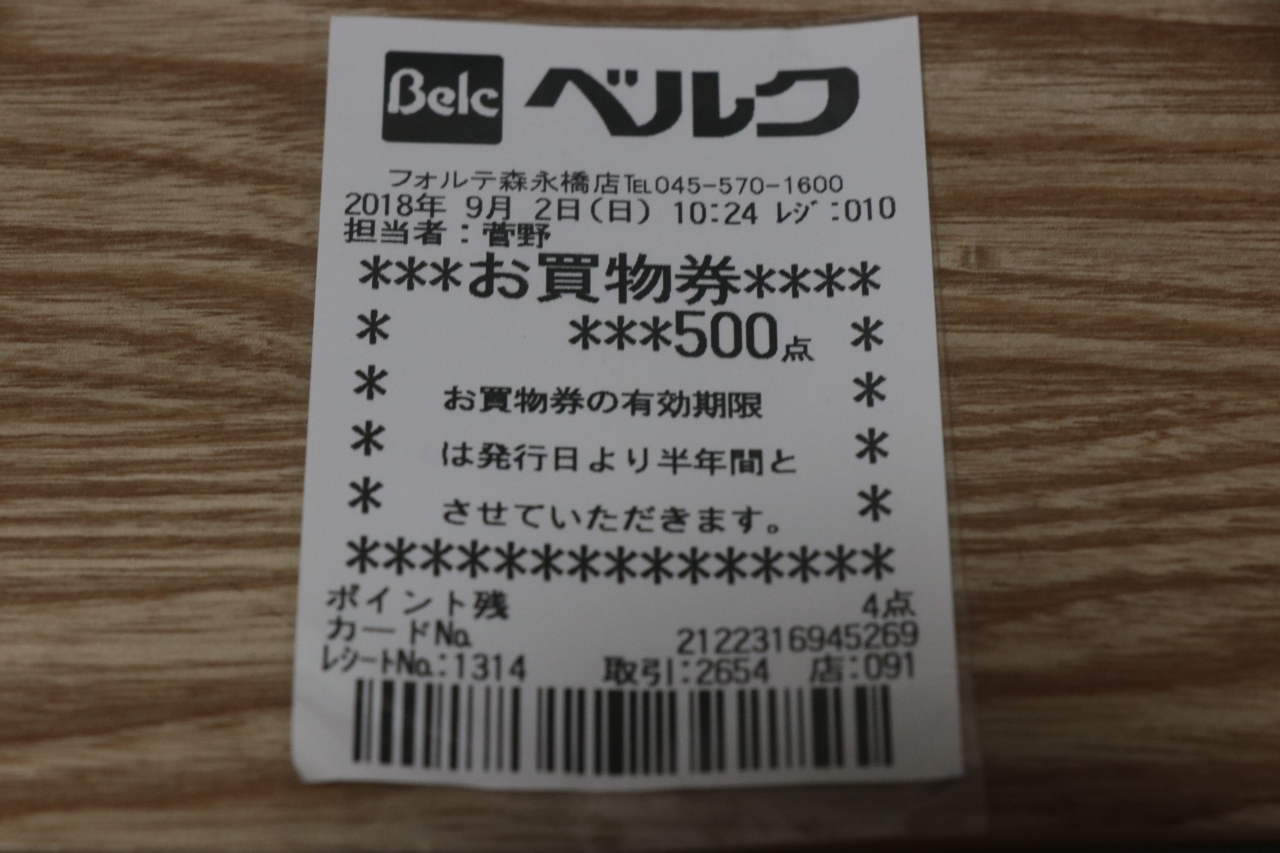 Belc ベルク
フォルテ森永橋店℡045-570-1600
2018年 9月 2日(日) 10:24 ﾚｼﾞ:010
担当者：菅野
***お買物券****
* ***500点 *
* お買物券の有効期限 *
* は発行日より半年間と *
* させていただきます。 *
***************
ポイント残 4点
カードNo. 2122316945269
ﾚｼｰﾄNo.:1314 取引:2654 店:091